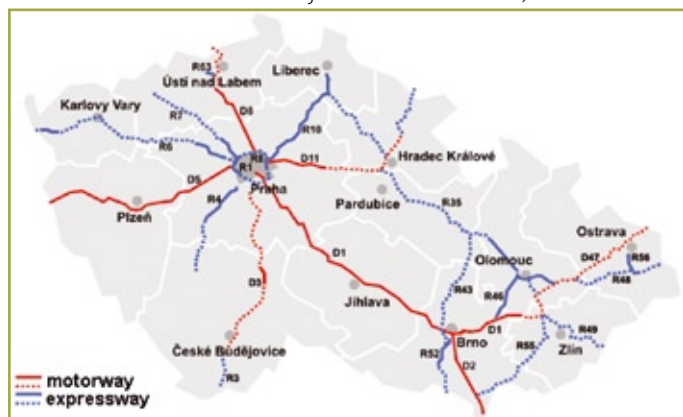 R63
Ústí nad Labem
Liberec
Karlovy Vary
R7
D8
R10
R6
R1
Praha
D11
Hradec Králové
D5
Plzeň
R4
Pardubice
R35
Ostrava
D47
R56
R48
Olomouc
D1
D3
Jihlava
R43
R46
D1
R49
Zlín
R55
Brno
R52
D2
České Budějovice
R3
motorway
expressway